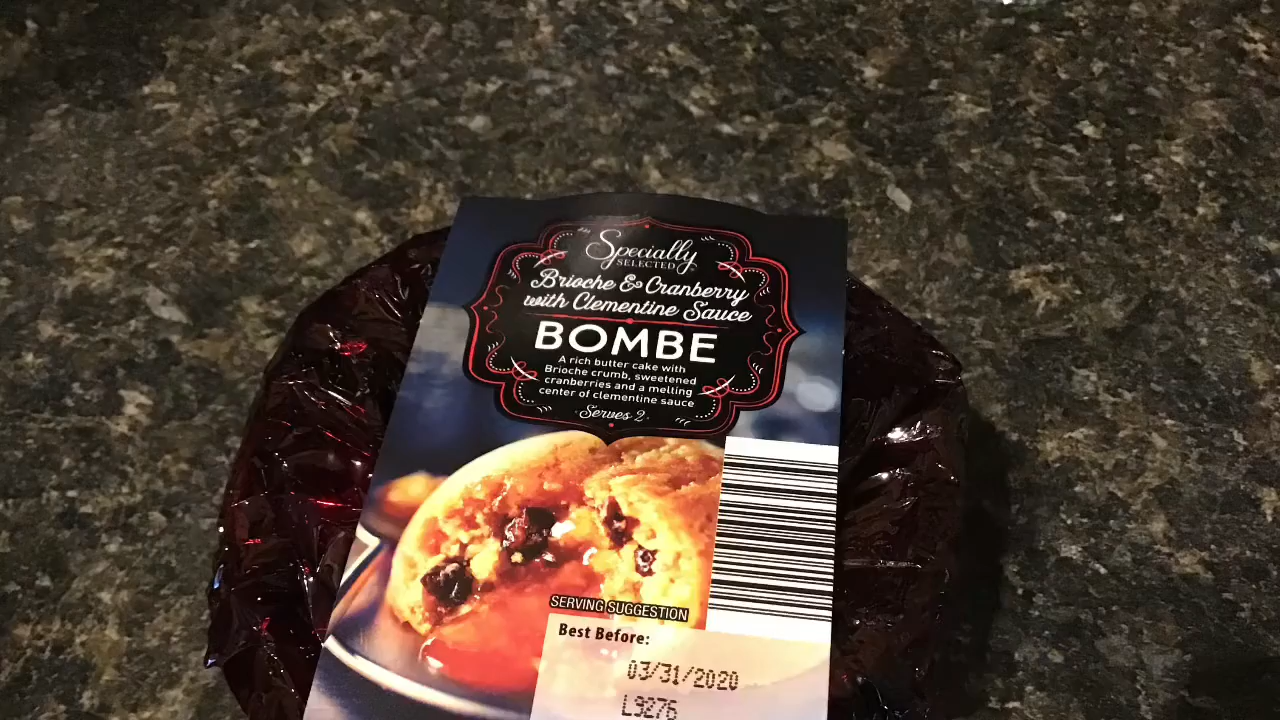 Specially
SELECTED
Brioche & Cranberry
with Clementine Sauce
BOMBE
A rich butter cake with
Brioche crumb, sweetened
cranberries and a melting
center of clementine sauce
Serves 2
SERVING SUGGESTION
Best Before:
03/31/2020
L9276